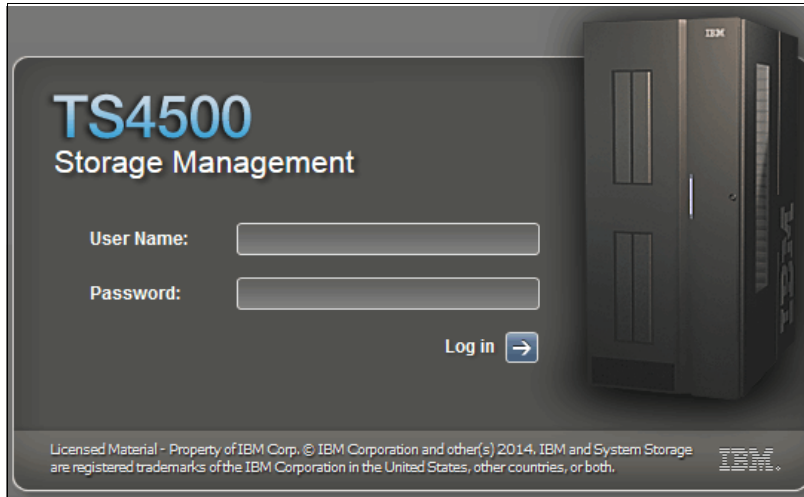 IBM
TS4500
Storage Management
User Name:
Password:
Log in
IBM
Licensed Material - Property of IBM Corp. © IBM Corporation and other(s) 2014. IBM and System Storage
are registered trademarks of the IBM Corporation in the United States, other countries, or both.
IBM.